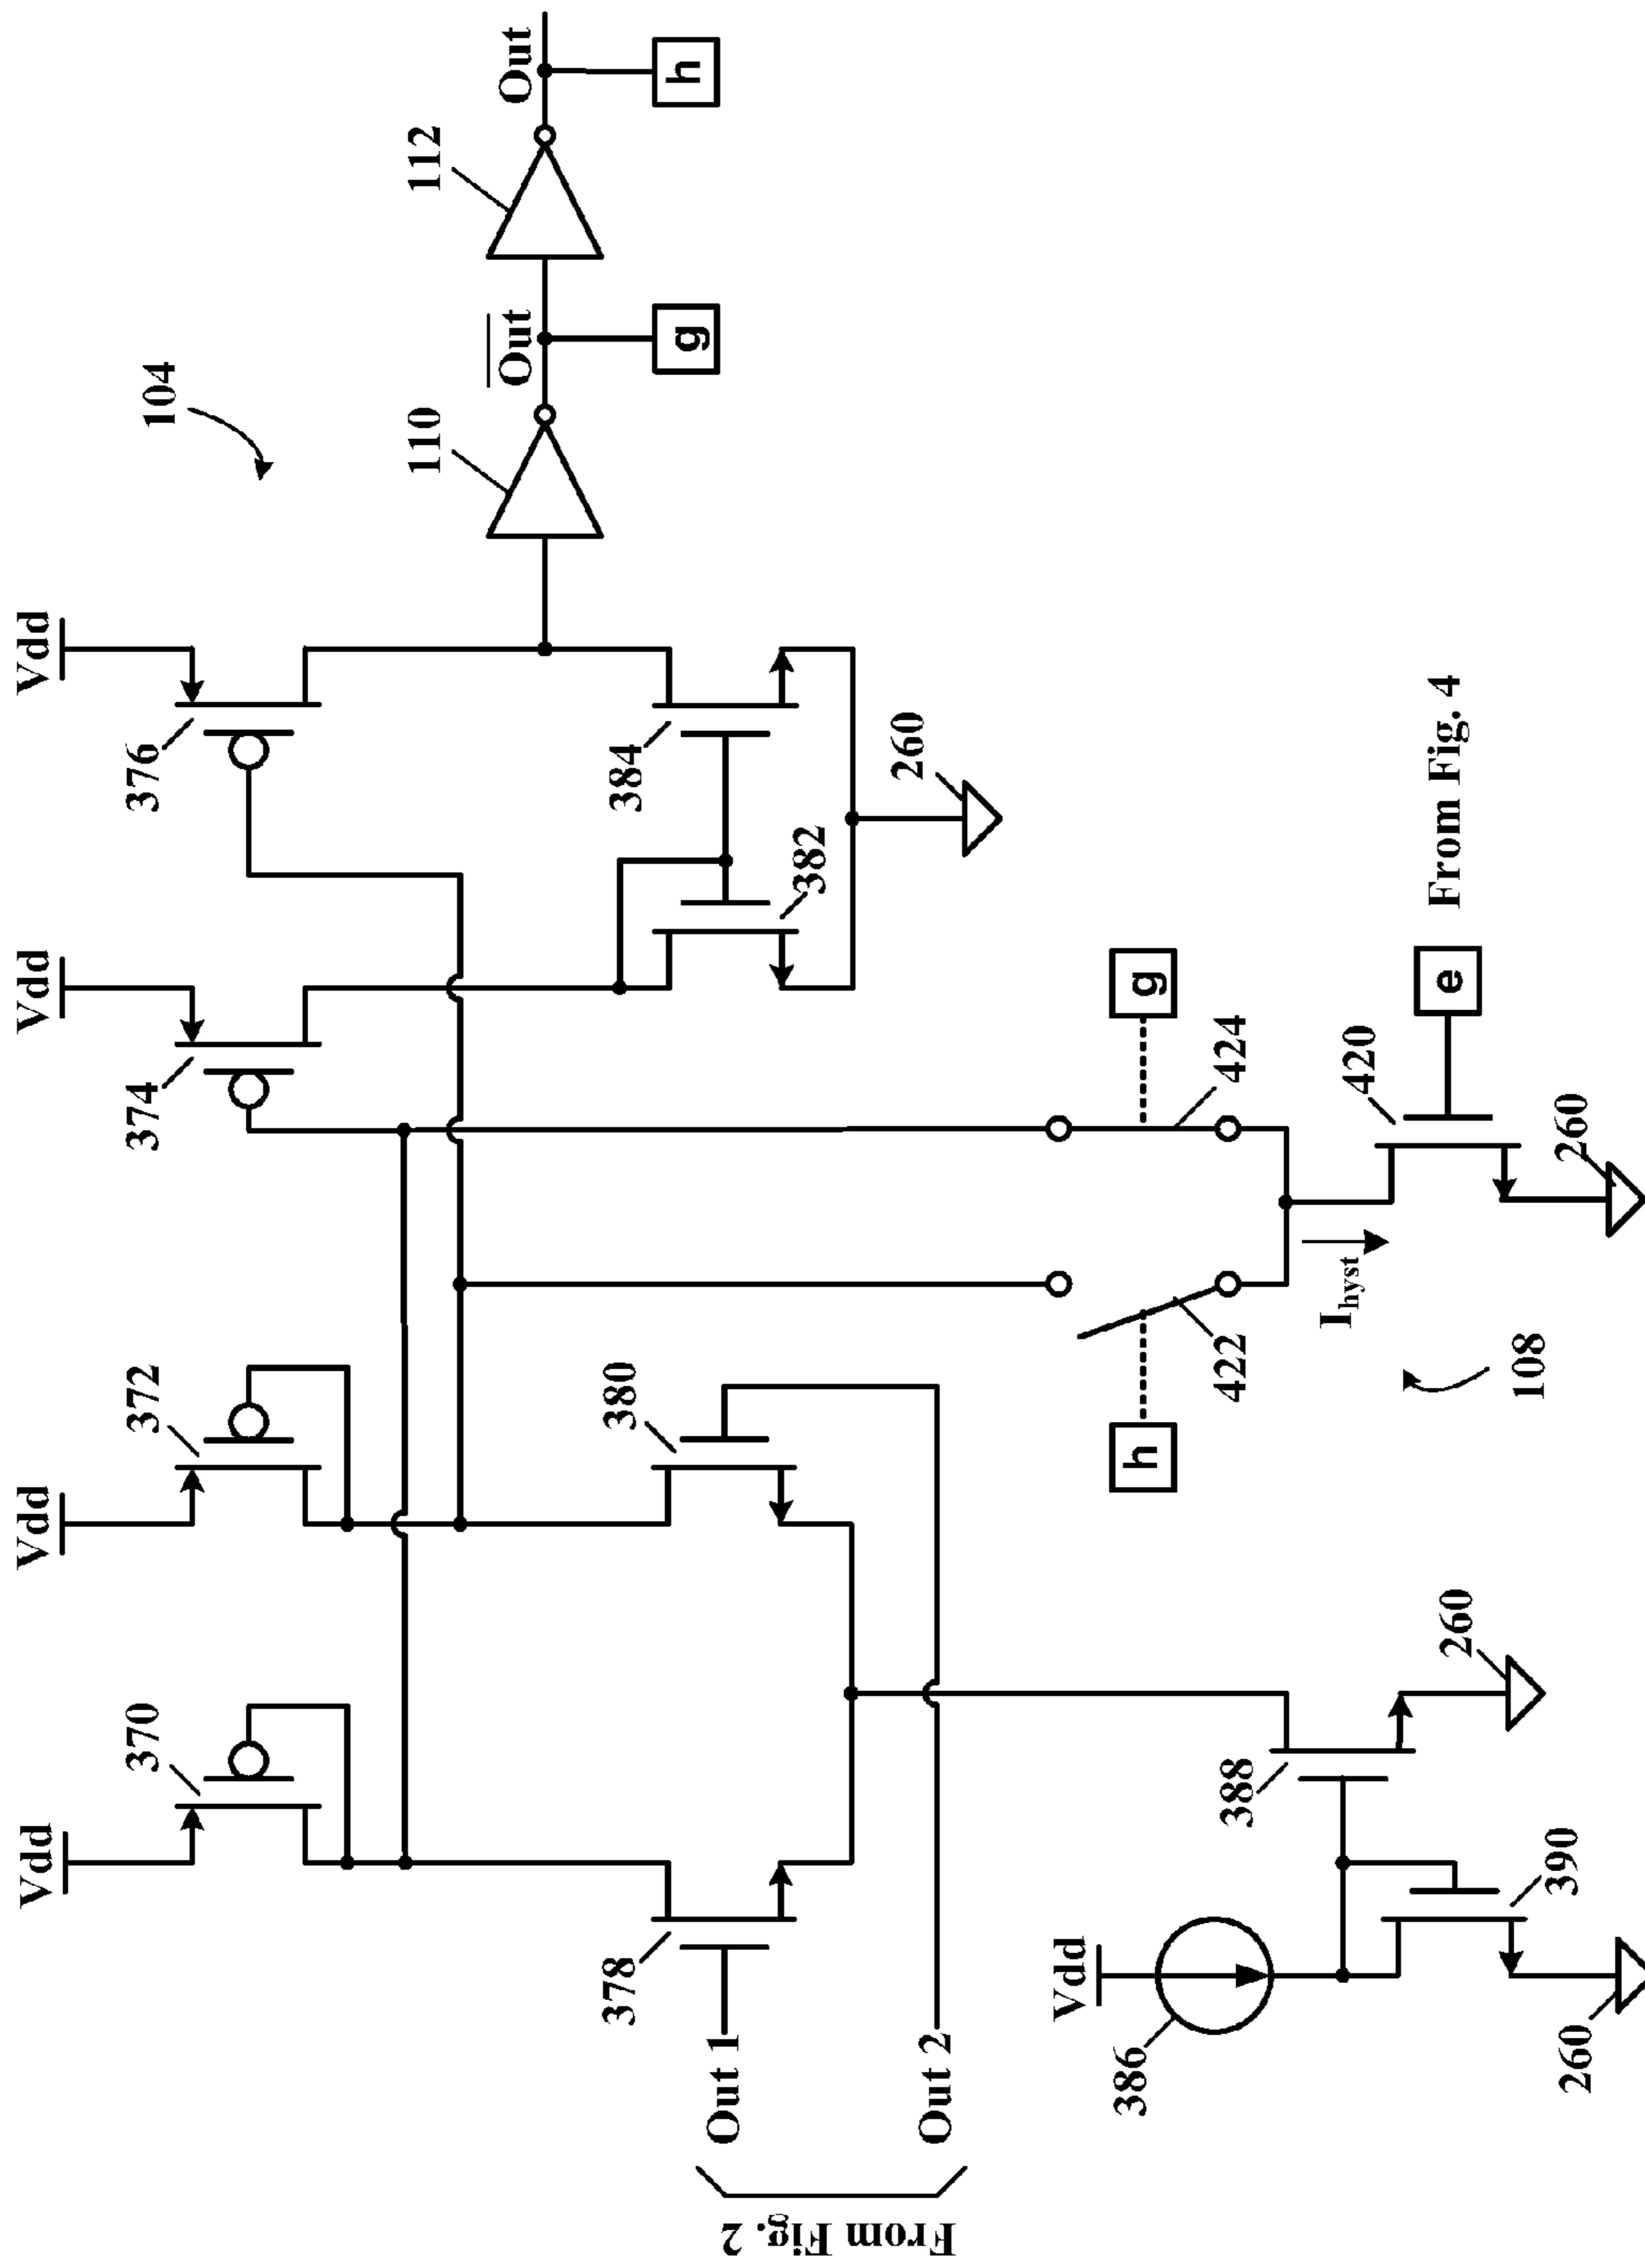 Vdd
Vdd
Vdd
Vdd
370
372
374
376
104
110
112
Out
Out
g
h
378
380
382
384
260
Out 1
Out 2
From Fig. 2
Vdd
386
388
390
260
260
h
g
422
424
Ihyst
108
420
e
260
From Fig. 4